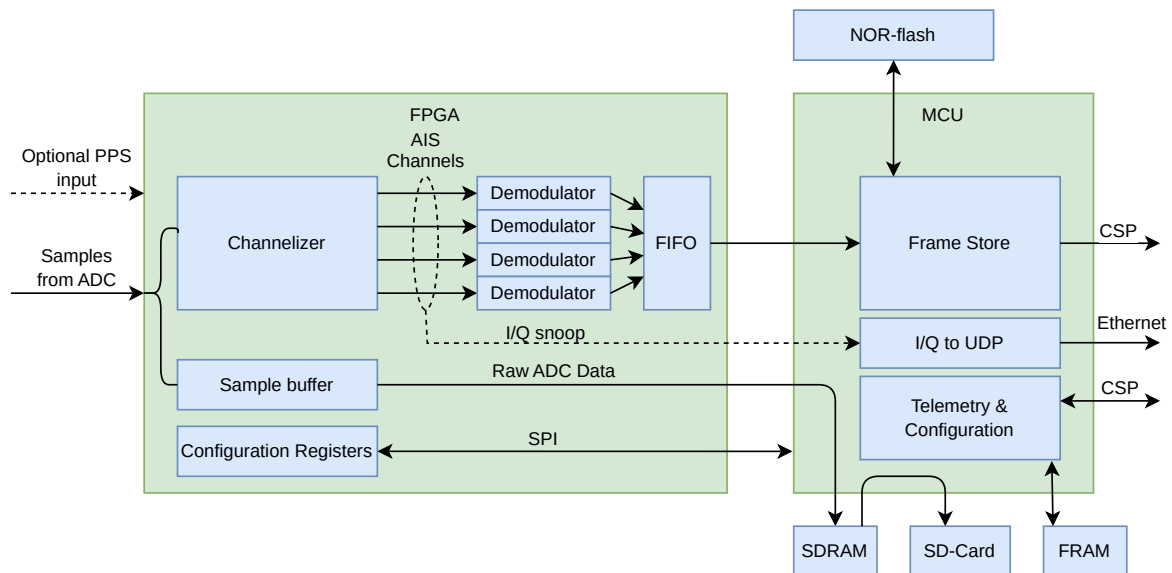 NOR-flash
FPGA
MCU
AIS
Channels
Optional PPS
input
Channelizer
Demodulator
Demodulator
Demodulator
Demodulator
FIFO
Frame Store
CSP
Samples
from ADC
I/Q snoop
I/Q to UDP
Ethernet
Sample buffer
Raw ADC Data
Telemetry &
Configuration
CSP
Configuration Registers
SPI
SDRAM
SD-Card
FRAM